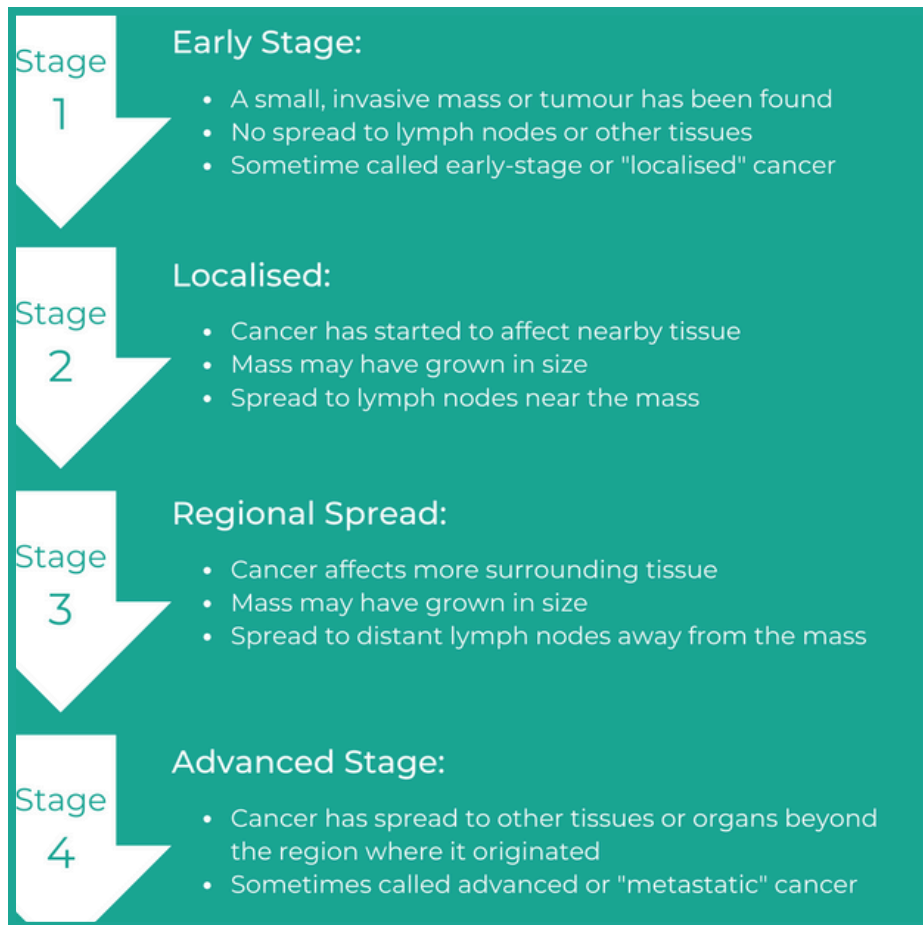 Stage
1
Early Stage:
• A small, invasive mass or tumour has been found
• No spread to lymph nodes or other tissues
• Sometime called early-stage or "localised" cancer
Stage
2
Localised:
• Cancer has started to affect nearby tissue
• Mass may have grown in size
• Spread to lymph nodes near the mass
Stage
3
Regional Spread:
• Cancer affects more surrounding tissue
• Mass may have grown in size
• Spread to distant lymph nodes away from the mass
Stage
4
Advanced Stage:
• Cancer has spread to other tissues or organs beyond
the region where it originated
• Sometimes called advanced or "metastatic" cancer